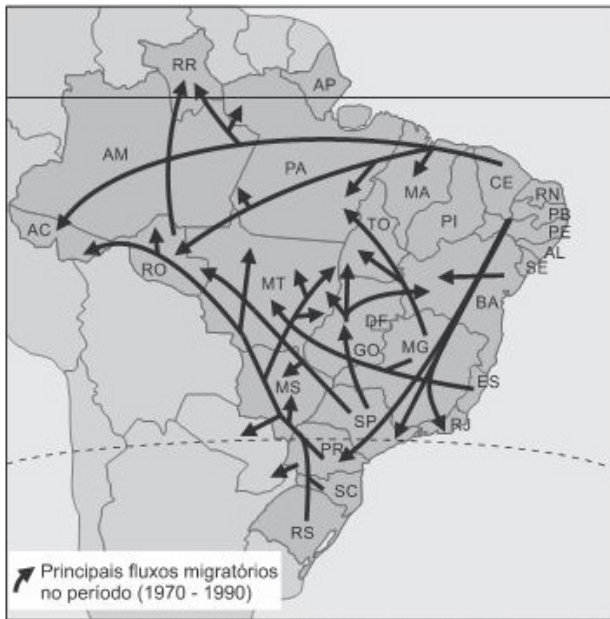 RR
AP
AM
PA
MA
CE
RN
PB
PE
AL
SE
PI
TO
AC
RO
MT
BA
DF
GO
MG
ES
MS
SP
RJ
PR
SC
RS
Principais fluxos migratórios
no período (1970 - 1990)